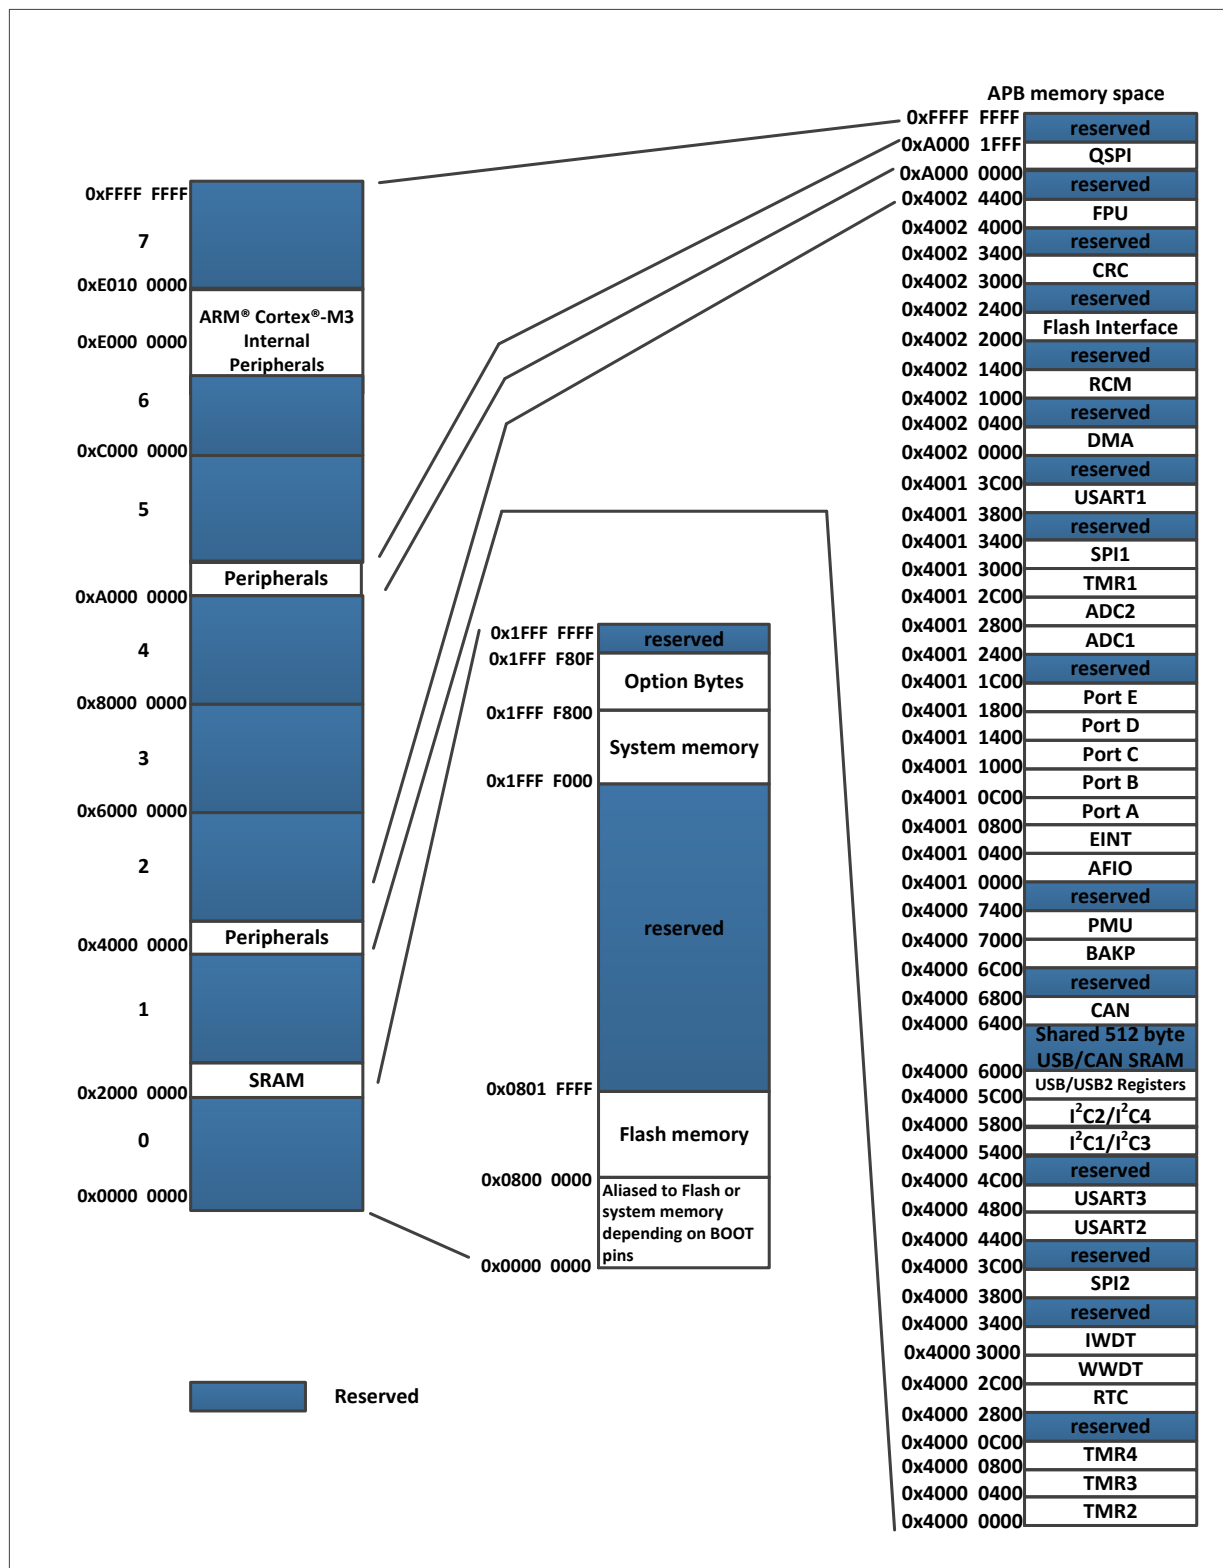 0xFFFF FFFF
7
0xE010 0000
ARM® Cortex®-M3
Internal
Peripherals
0xE000 0000
6
0xC000 0000
5
Peripherals
0xA000 0000
4
0x8000 0000
3
0x6000 0000
2
Peripherals
0x4000 0000
1
SRAM
0x2000 0000
0
0x0000 0000
Reserved
0x1FFF FFFF
reserved
0x1FFF F80F
Option Bytes
0x1FFF F800
System memory
0x1FFF F000
reserved
0x0801 FFFF
Flash memory
0x0800 0000
Aliased to Flash or
system memory
depending on BOOT
pins
0x0000 0000
APB memory space
0xFFFF FFFF
reserved
0xA000 1FFF
QSPI
0xA000 0000
reserved
0x4002 4400
FPU
0x4002 4000
reserved
0x4002 3400
CRC
0x4002 3000
reserved
0x4002 2400
Flash Interface
0x4002 2000
reserved
0x4002 1400
RCM
0x4002 1000
reserved
0x4002 0400
DMA
0x4002 0000
reserved
0x4001 3C00
USART1
0x4001 3800
reserved
0x4001 3400
SPI1
0x4001 3000
TMR1
0x4001 2C00
ADC2
0x4001 2800
ADC1
0x4001 2400
reserved
0x4001 1C00
Port E
0x4001 1800
Port D
0x4001 1400
Port C
0x4001 1000
Port B
0x4001 0C00
Port A
0x4001 0800
EINT
0x4001 0400
AFIO
0x4001 0000
reserved
0x4000 7400
PMU
0x4000 7000
BAKP
0x4000 6C00
reserved
0x4000 6800
CAN
0x4000 6400
Shared 512 byte
USB/CAN SRAM
0x4000 6000
USB/USB2 Registers
0x4000 5C00
I²C2/I²C4
0x4000 5800
I²C1/I²C3
0x4000 5400
reserved
0x4000 4C00
USART3
0x4000 4800
USART2
0x4000 4400
reserved
0x4000 3C00
SPI2
0x4000 3800
reserved
0x4000 3400
IWDT
0x4000 3000
WWDT
0x4000 2C00
RTC
0x4000 2800
reserved
0x4000 0C00
TMR4
0x4000 0800
TMR3
0x4000 0400
TMR2
0x4000 0000